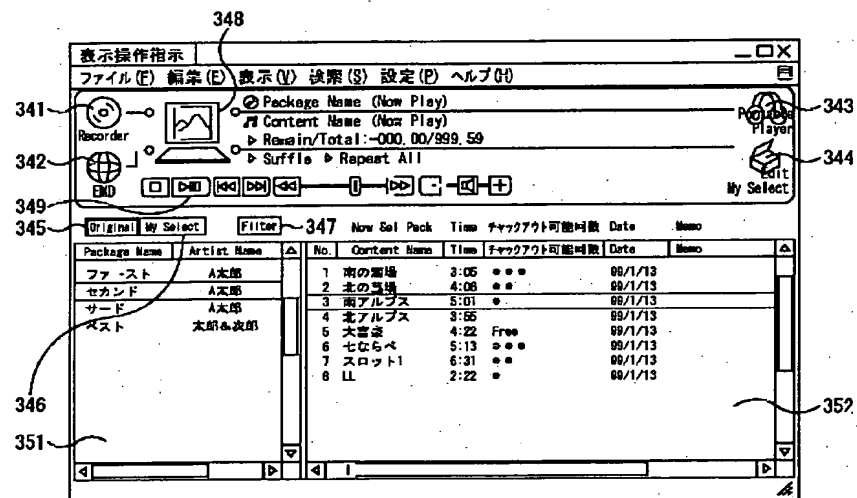 348
表示操作指示
ファイル(F) 編集(E) 表示(V) 検索(S) 設定(P) ヘルプ(H)
341
Recorder
Package Name (Now Play)
Content Name (Now Play)
Remain/Total:-000.00/999.59
Suffle Repeat All
343
Player
342
EMD
344
Edit
My Select
349
345
Original My Select Filter
347
Now Sel Pack Time チャックアウト可能回数 Date Memo
Package Name Artist Name
No. Content Name Time チャックアウト可能回数 Date Memo
ファースト A太郎
セカンド A太郎
サード A太郎
ベスト 太郎&次郎
1 南の酒場 3:05 99/1/13
2 北の 4:06 99/1/13
3 南アルプス 5:01 99/1/13
4 北アルプス 3:55 99/1/13
5 大富豪 4:22 Free 99/1/13
6 七ならべ 5:13 99/1/13
7 スロット1 6:31 99/1/13
8 LL 2:22 99/1/13
346
351
352